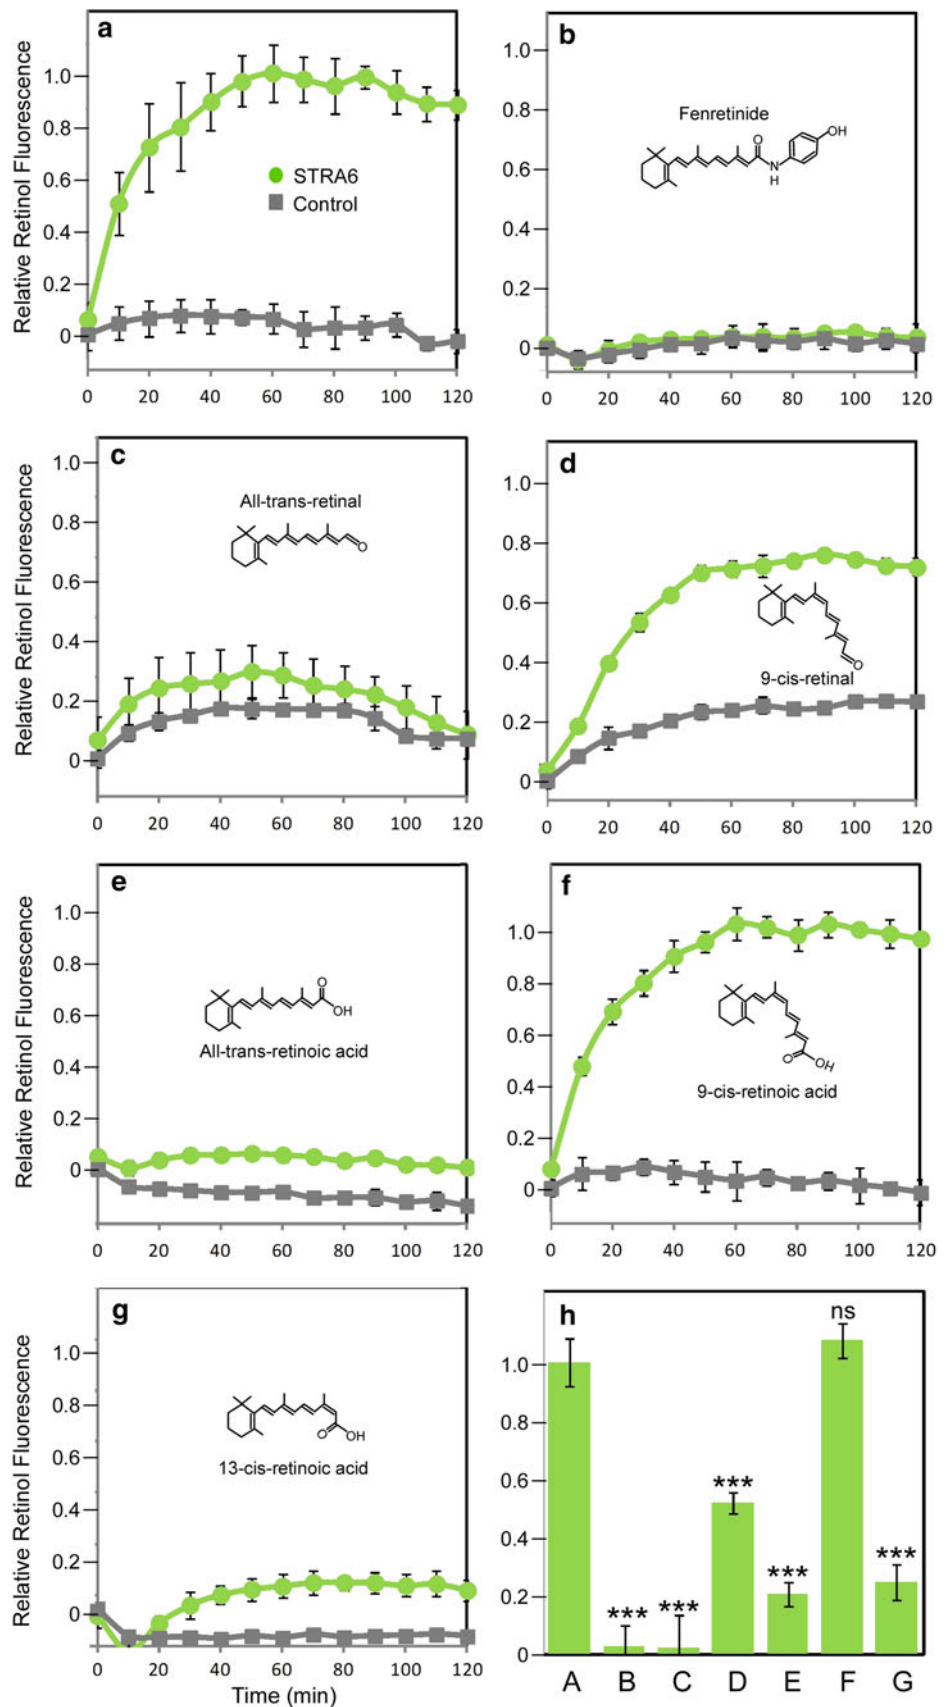 a
Relative Retinol Fluorescence
1.0
0.8
0.6
0.4
0.2
0
STRA6
Control
0 20 40 60 80 100 120
b
1.0
0.8
0.6
0.4
0.2
0
Fenretinide
O
OH
N
H
0 20 40 60 80 100 120
c
Relative Retinol Fluorescence
1.0
0.8
0.6
0.4
0.2
0
All-trans-retinal
O
0 20 40 60 80 100 120
d
1.0
0.8
0.6
0.4
0.2
0
O
9-cis-retinal
0 20 40 60 80 100 120
e
Relative Retinol Fluorescence
1.0
0.8
0.6
0.4
0.2
0
O
OH
All-trans-retinoic acid
0 20 40 60 80 100 120
f
1.0
0.8
0.6
0.4
0.2
0
O
OH
9-cis-retinoic acid
0 20 40 60 80 100 120
g
Relative Retinol Fluorescence
1.0
0.8
0.6
0.4
0.2
0
O
OH
13-cis-retinoic acid
0 20 40 60 80 100 120
Time (min)
h
1.0
0.8
0.6
0.4
0.2
0
*** *** *** *** ns ***
A B C D E F G